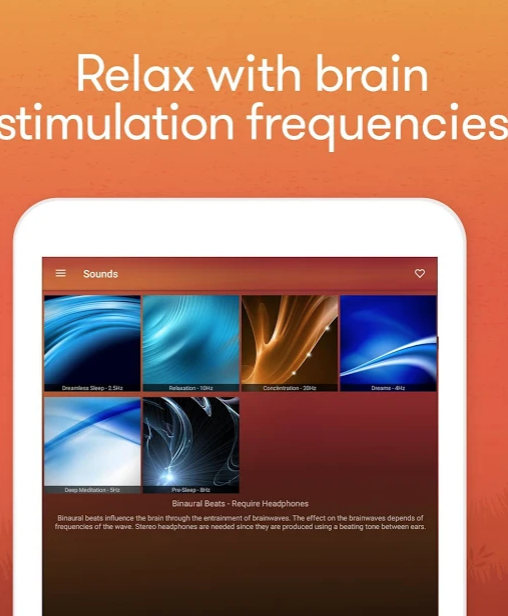 Relax with brain
stimulation frequencies
Sounds
Dreamless Sleep - 2.5Hz
Relaxation - 10Hz
Concentration - 20Hz
Dreams - 4Hz
Deep Meditation - 5Hz
Pre-Sleep - 8Hz
Binaural Beats - Require Headphones
Binaural beats influence the brain through the entrainment of brainwaves. The effect on the brainwaves depends of
frequencies of the wave. Stereo headphones are needed since they are produced using a beating tone between ears.